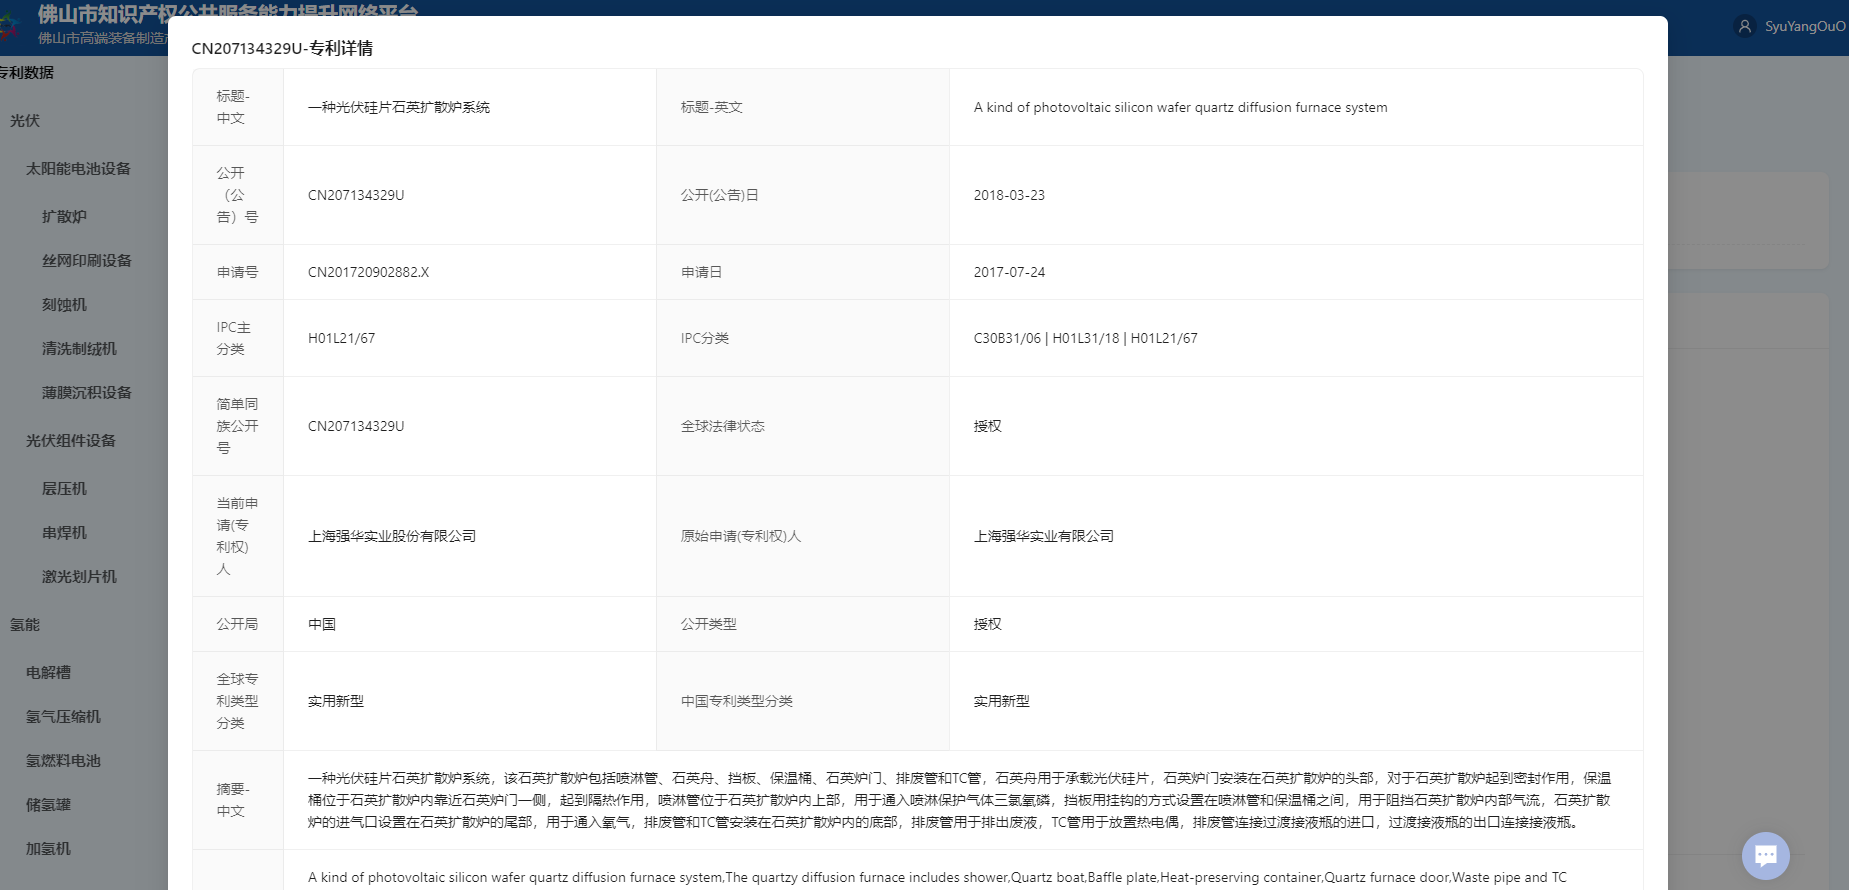 佛山市知识产权公共服务能力提升网络平台
佛山市高端装备制造产
SyuYangOuO
专利数据
光伏
太阳能电池设备
扩散炉
丝网印刷设备
刻蚀机
清洗制绒机
薄膜沉积设备
光伏组件设备
层压机
串焊机
激光划片机
氢能
电解槽
氢气压缩机
氢燃料电池
储氢罐
加氢机
CN207134329U-专利详情
标题-
中文
一种光伏硅片石英扩散炉系统
标题-英文
A kind of photovoltaic silicon wafer quartz diffusion furnace system
公开
（公
告）号
CN207134329U
公开(公告)日
2018-03-23
申请号
CN201720902882.X
申请日
2017-07-24
IPC主
分类
H01L21/67
IPC分类
C30B31/06 | H01L31/18 | H01L21/67
简单同
族公开
号
CN207134329U
全球法律状态
授权
当前申
请(专
利权)
人
上海强华实业股份有限公司
原始申请(专利权)人
上海强华实业有限公司
公开局
中国
公开类型
授权
全球专
利类型
分类
实用新型
中国专利类型分类
实用新型
摘要-
中文
一种光伏硅片石英扩散炉系统，该石英扩散炉包括喷淋管、石英舟、挡板、保温桶、石英炉门、排废管和TC管，石英舟用于承载光伏硅片，石英炉门安装在石英扩散炉的头部，对于石英扩散炉起到密封作用，保温
桶位于石英扩散炉内靠近石英炉门一侧，起到隔热作用，喷淋管位于石英扩散炉内上部，用于通入喷淋保护气体三氯氧磷，挡板用挂钩的方式设置在喷淋管和保温桶之间，用于阻挡石英扩散炉内部气流，石英扩散
炉的进气口设置在石英扩散炉的尾部，用于通入氧气，排废管和TC管安装在石英扩散炉内的底部，排废管用于排出废液，TC管用于放置热电偶，排废管连接过渡接液瓶的进口，过渡接液瓶的出口连接接液瓶。
A kind of photovoltaic silicon wafer quartz diffusion furnace system,The quartzy diffusion furnace includes shower,Quartz boat,Baffle plate,Heat-preserving container,Quartz furnace door,Waste pipe and TC